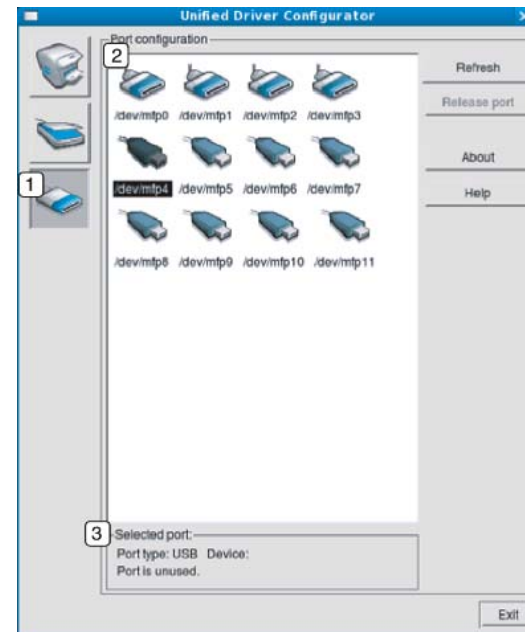 Unified Driver Configurator
Port configuration
2
Refresh
/dev/mfp0 /dev/mfp1 /dev/mfp2 /dev/mfp3
Release port
About
1
/dev/mfp4 /dev/mfp5 /dev/mfp6 /dev/mfp7
Help
/dev/mfp8 /dev/mfp9 /dev/mfp10 /dev/mfp11
3
Selected port:
Port type: USB Device:
Port is unused.
Exit